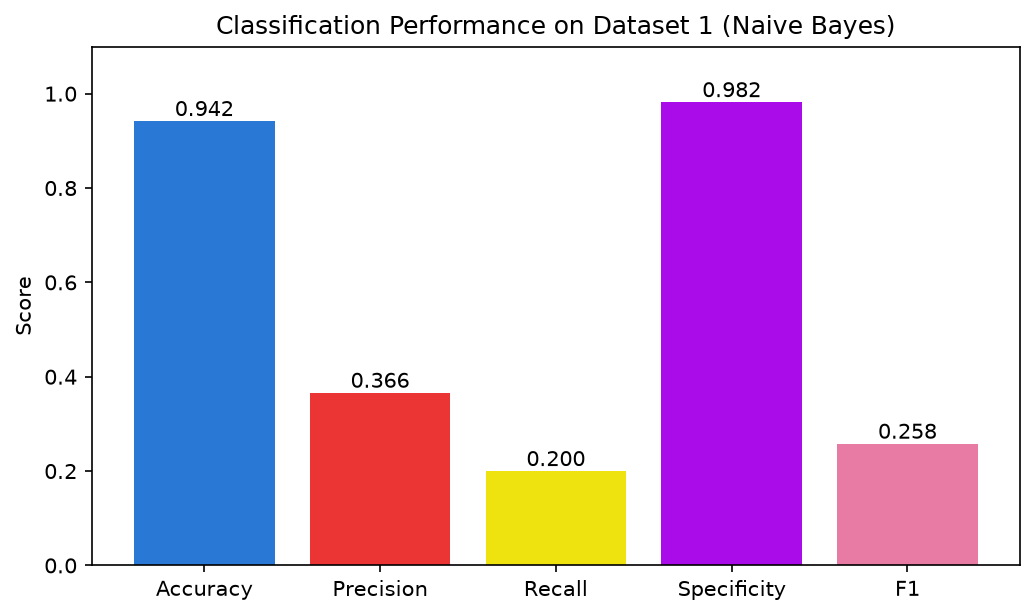 Classification Performance on Dataset 1 (Naive Bayes)
Score
1.0
0.8
0.6
0.4
0.2
0.0
0.942
0.366
0.200
0.982
0.258
Accuracy
Precision
Recall
Specificity
F1